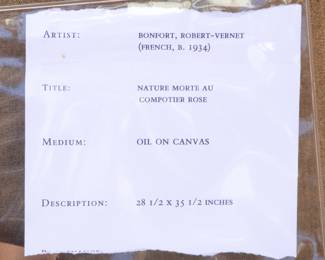 ARTIST: BONFORT, ROBERT-VERNET
(FRENCH, B. 1934)
TITLE: NATURE MORTE AU
COMPOTIER ROSE
MEDIUM: OIL ON CANVAS
DESCRIPTION: 28 1/2 X 35 1/2 INCHES